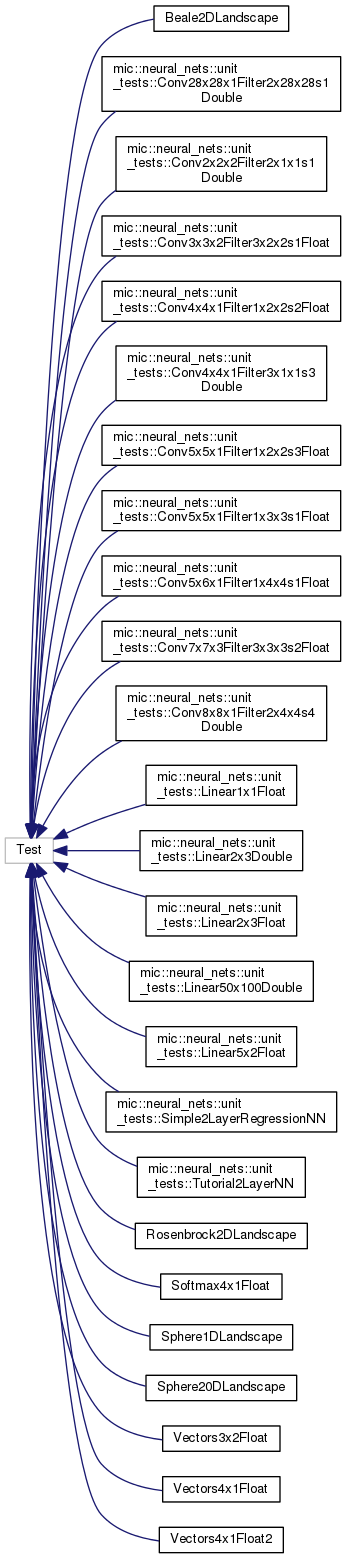 Beale2DLandscape
mic::neural_nets::unit
_tests::Conv28x28x1Filter2x28x28s1
Double
mic::neural_nets::unit
_tests::Conv2x2x2Filter2x1x1s1
Double
mic::neural_nets::unit
_tests::Conv3x3x2Filter3x2x2s1Float
mic::neural_nets::unit
_tests::Conv4x4x1Filter1x2x2s2Float
mic::neural_nets::unit
_tests::Conv4x4x1Filter3x1x1s3
Double
mic::neural_nets::unit
_tests::Conv5x5x1Filter1x2x2s3Float
mic::neural_nets::unit
_tests::Conv5x5x1Filter1x3x3s1Float
mic::neural_nets::unit
_tests::Conv5x6x1Filter1x4x4s1Float
mic::neural_nets::unit
_tests::Conv7x7x3Filter3x3x3s2Float
mic::neural_nets::unit
_tests::Conv8x8x1Filter2x4x4s4
Double
mic::neural_nets::unit
_tests::Linear1x1Float
Test
mic::neural_nets::unit
_tests::Linear2x3Double
mic::neural_nets::unit
_tests::Linear2x3Float
mic::neural_nets::unit
_tests::Linear50x100Double
mic::neural_nets::unit
_tests::Linear5x2Float
mic::neural_nets::unit
_tests::Simple2LayerRegressionNN
mic::neural_nets::unit
_tests::Tutorial2LayerNN
Rosenbrock2DLandscape
Softmax4x1Float
Sphere1DLandscape
Sphere20DLandscape
Vectors3x2Float
Vectors4x1Float
Vectors4x1Float2